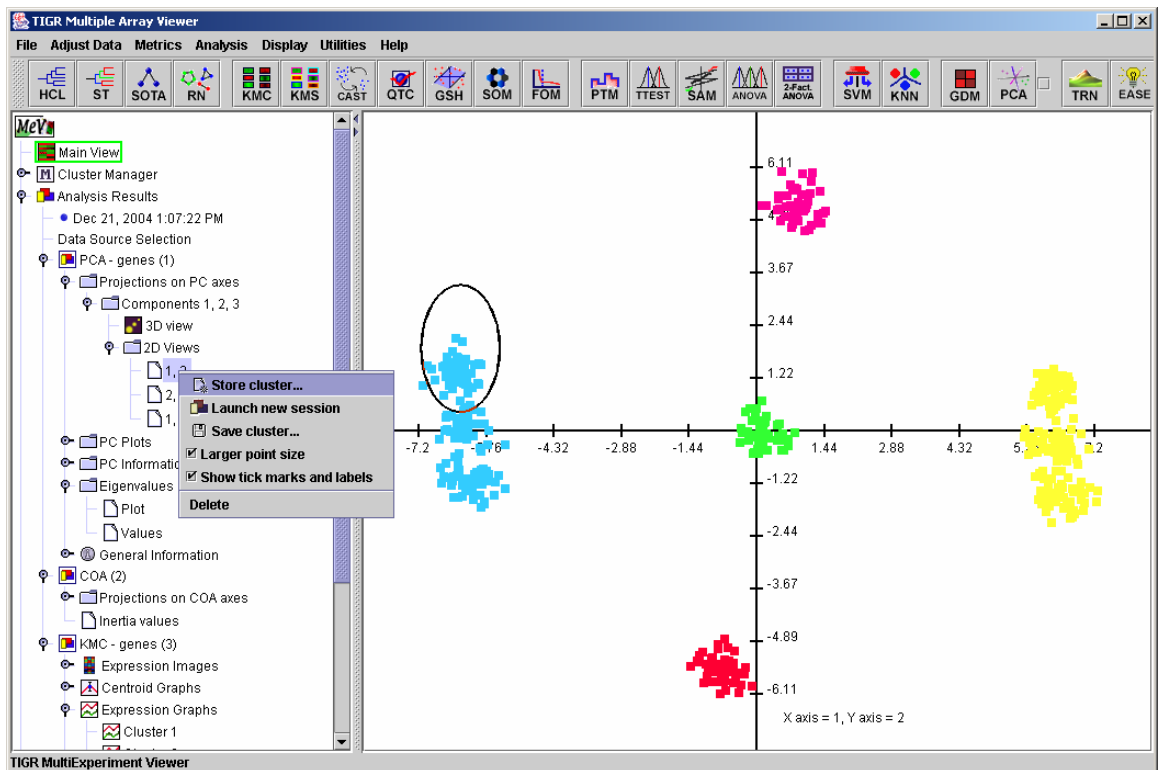 TIGR Multiple Array Viewer
File Adjust Data Metrics Analysis Display Utilities Help
HCL ST SOTA RN KMC KMS CAST QTC GSH SOM FOM PTM TTEST SAM ANOVA 2-Fact. ANOVA SVM KNN GDM PCA TRN EASE
MeV
Main View
M Cluster Manager
Analysis Results
Dec 21, 2004 1:07:22 PM
Data Source Selection
PCA - genes (1)
Projections on PC axes
Components 1, 2, 3
3D view
2D Views
1, 2
2,
1,
PC Plots
PC Informatio
Eigenvalues
Plot
Values
General Information
COA (2)
Projections on COA axes
Inertia values
KMC - genes (3)
Expression Images
Centroid Graphs
Expression Graphs
Cluster 1
Store cluster...
Launch new session
Save cluster...
Larger point size
Show tick marks and labels
Delete
6.11
4
3.67
2.44
1.22
-7.2 76 -4.32 -2.88 -1.44 1.44 2.88 4.32 5. .2
-1.22
-2.44
-3.67
-4.89
-6.11
X axis = 1, Y axis = 2
TIGR MultiExperiment Viewer